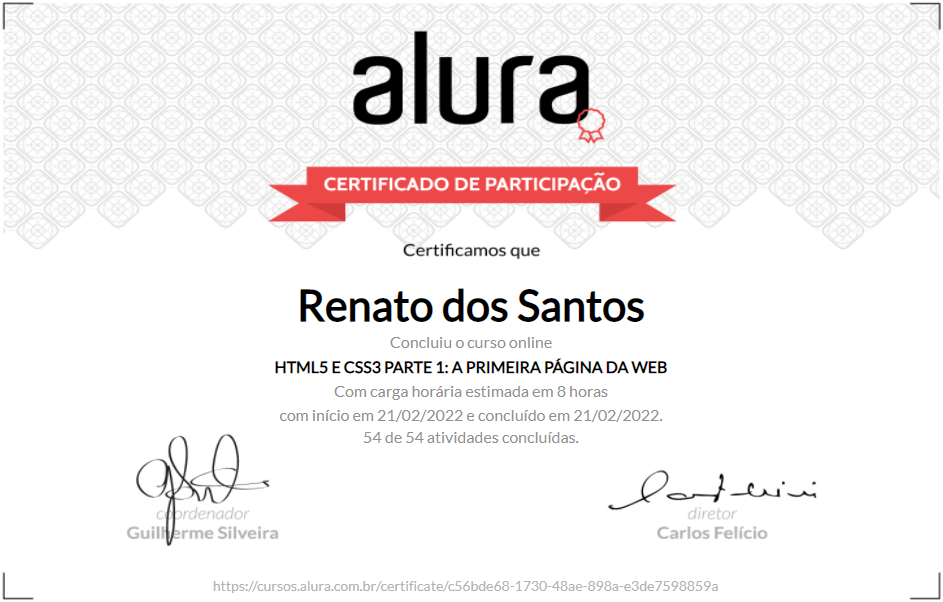 alura
CERTIFICADO DE PARTICIPAÇÃO
Certificamos que
Renato dos Santos
Concluiu o curso online
HTML5 E CSS3 PARTE 1: A PRIMEIRA PÁGINA DA WEB
Com carga horária estimada em 8 horas
com início em 21/02/2022 e concluído em 21/02/2022.
54 de 54 atividades concluídas.
coordenador
Guilherme Silveira
diretor
Carlos Felício
https://cursos.alura.com.br/certificate/c56bde68-1730-48ae-898a-e3de7598859a